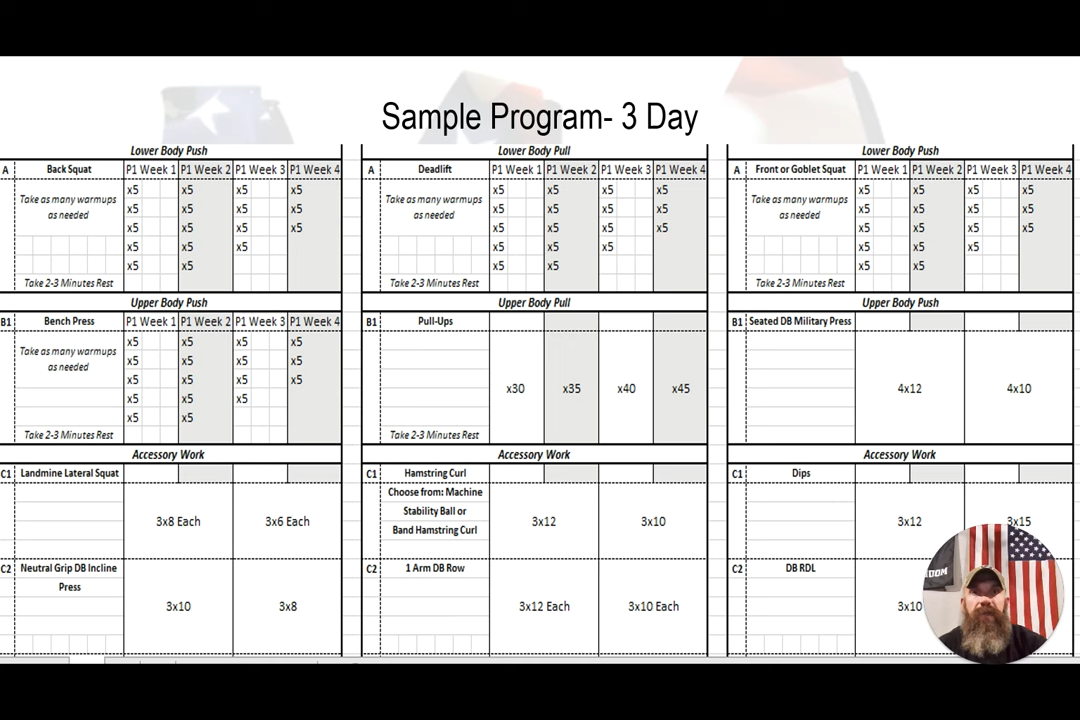 Sample Program- 3 Day
Lower Body Push
A Back Squat P1 Week 1 P1 Week 2 P1 Week 3 P1 Week 4
x5 x5 x5 x5
Take as many warmups
as needed
x5 x5 x5 x5
x5 x5 x5 x5
x5 x5 x5
x5 x5
Take 2-3 Minutes Rest
Upper Body Push
B1 Bench Press P1 Week 1 P1 Week 2 P1 Week 3 P1 Week 4
x5 x5 x5 x5
Take as many warmups
as needed
x5 x5 x5 x5
x5 x5 x5 x5
x5 x5 x5
x5 x5
Take 2-3 Minutes Rest
Accessory Work
C1 Landmine Lateral Squat
3x8 Each 3x6 Each
C2 Neutral Grip DB Incline
Press
3x10 3x8
Lower Body Pull
A Deadlift P1 Week 1 P1 Week 2 P1 Week 3 P1 Week 4
x5 x5 x5 x5
Take as many warmups
as needed
x5 x5 x5 x5
x5 x5 x5 x5
x5 x5 x5
x5 x5
Take 2-3 Minutes Rest
Upper Body Pull
B1 Pull-Ups
x30 x35 x40 x45
Take 2-3 Minutes Rest
Accessory Work
C1 Hamstring Curl
Choose from: Machine
Stability Ball or
Band Hamstring Curl
3x12 3x10
C2 1 Arm DB Row
3x12 Each 3x10 Each
Lower Body Push
A Front or Goblet Squat P1 Week 1 P1 Week 2 P1 Week 3 P1 Week 4
x5 x5 x5 x5
Take as many warmups
as needed
x5 x5 x5 x5
x5 x5 x5 x5
x5 x5 x5
x5 x5
Take 2-3 Minutes Rest
Upper Body Push
B1 Seated DB Military Press
4x12 4x10
Accessory Work
C1 Dips
3x12 3x15
C2 DB RDL
3x10